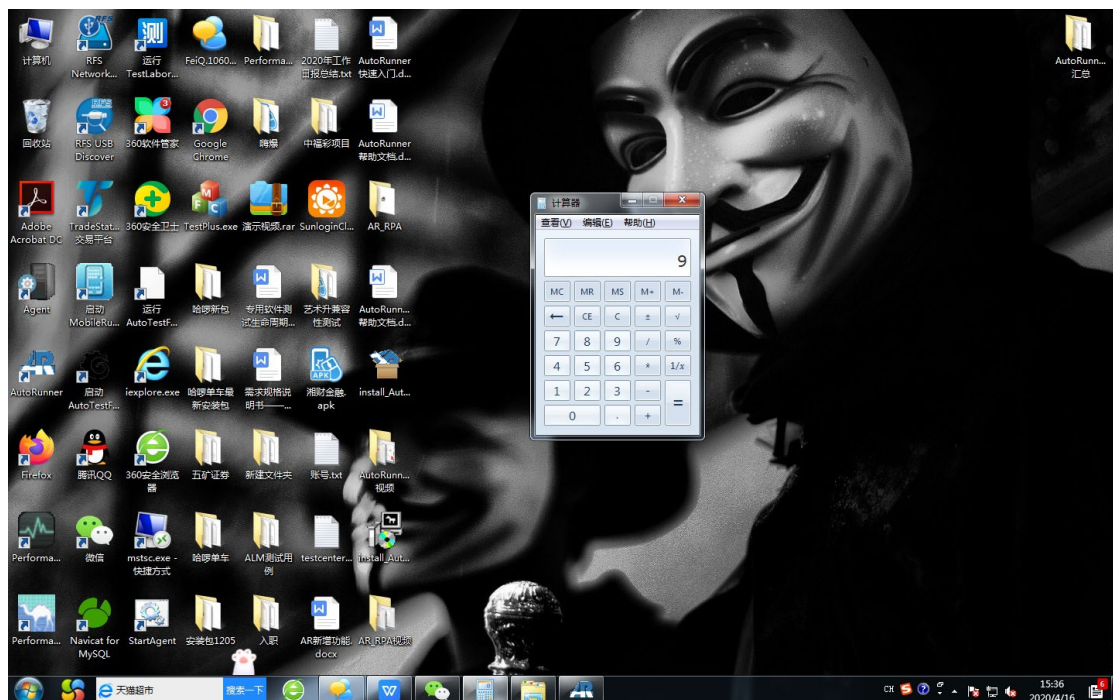 计算机
RFS
Network...
运行
TestLabor...
FeiQ.1060...
Performa...
2020年工作
日报总结.txt
AutoRunner
快速入门.d...
AutoRunn...
汇总
回收站
RFS USB
Discover
360软件管家
Google
Chrome
嗨爆
中福彩项目
AutoRunner
帮助文档.d...
Adobe
Acrobat DC
TradeStat...
交易平台
360安全卫士
TestPlus.exe
演示视频.rar
SunloginCl...
AR_RPA
Agent
启动
MobileRu...
运行
AutoTestF...
哈啰新包
专用软件测
试生命周期...
艺术升兼容
性测试
AutoRunn...
帮助文档.d...
AutoRunner
启动
AutoTestF...
iexplore.exe
哈啰单车最
新安装包
需求规格说
明书——...
湘财金融.
apk
install_Aut...
Firefox
腾讯QQ
360安全浏览
器
五矿证券
新建文件夹
账号.txt
AutoRunn...
视频
Performa...
微信
mstsc.exe -
快捷方式
哈啰单车
ALM测试用
例
testcenter...
install_Aut...
Performa...
Navicat for
MySQL
StartAgent
安装包1205
入职
AR新增功能.
docx
AR_RPA视频
计算器
查看(V) 编辑(E) 帮助(H)
9
MC MR MS M+ M-
← CE C ± √
7 8 9 / %
4 5 6 * 1/x
1 2 3 - =
0 . +
天猫超市
搜索一下
CH
15:36
2020/4/16
6